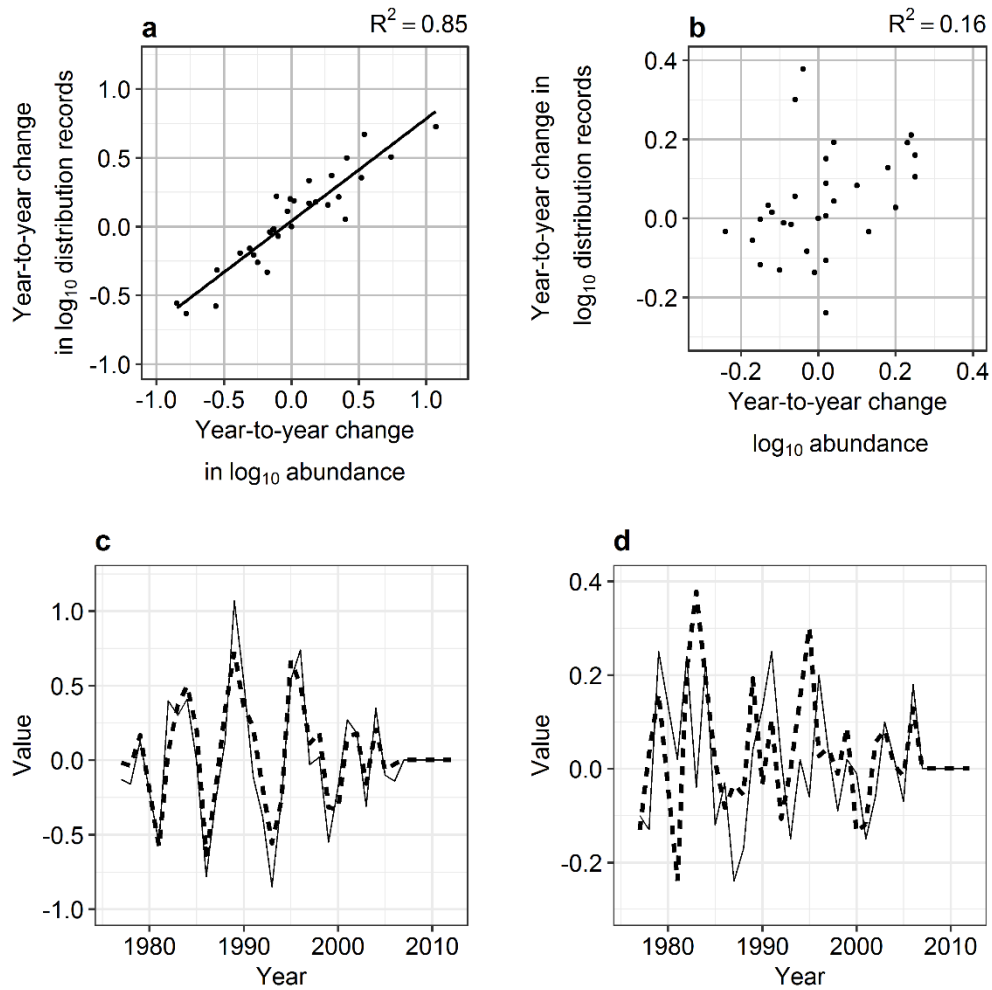 a
R² = 0.85
Year-to-year change
in log₁₀ distribution records
1.0
0.5
0.0
-0.5
-1.0
-1.0 -0.5 0.0 0.5 1.0
Year-to-year change
in log₁₀ abundance
b
R² = 0.16
Year-to-year change in
log₁₀ distribution records
0.4
0.2
0.0
-0.2
-0.2 0.0 0.2 0.4
Year-to-year change
log₁₀ abundance
c
Value
1.0
0.5
0.0
-0.5
-1.0
1980 1990 2000 2010
Year
d
Value
0.4
0.2
0.0
-0.2
1980 1990 2000 2010
Year